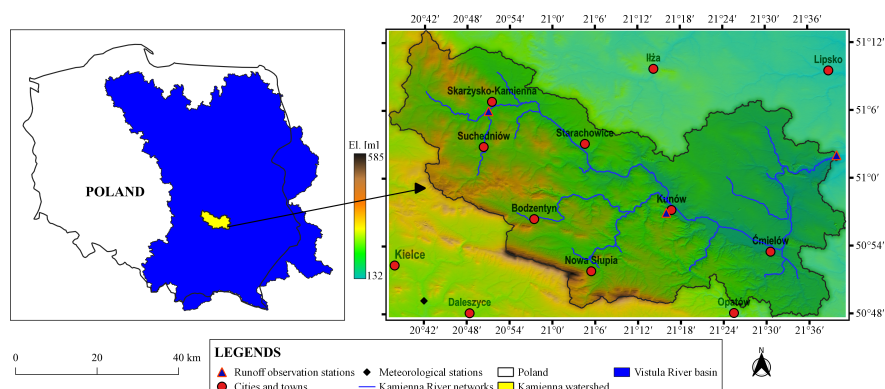 20°42' 20°48' 20°54' 21°0' 21°6' 21°12' 21°18' 21°24' 21°30' 21°36'
POLAND
El. [m]
585
132
Iłża
Lipsko
Skarżysko-Kamienna
Suchedniów
Starachowice
Bodzentyn
Kunów
Ćmielów
Kielce
Nowa Słupia
Daleszyce
Opatów
51°12'
51°6'
51°0'
50°54'
50°48'
20°42' 20°48' 20°54' 21°0' 21°6' 21°12' 21°18' 21°24' 21°30' 21°36'
0 20 40 km
LEGENDS
Runoff observation stations Meteorological stations Poland Vistula River basin
Cities and towns Kamienna River networks Kamienna watershed
N